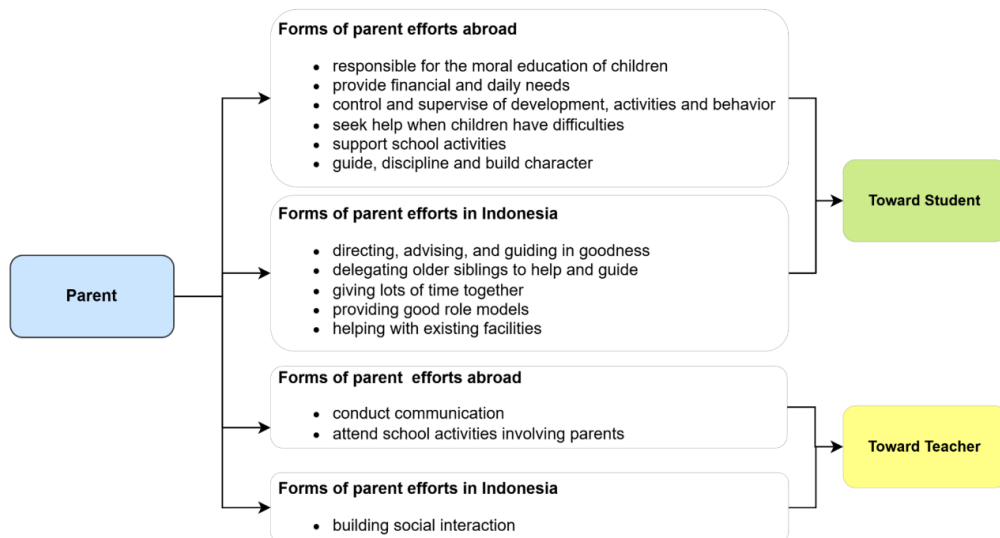 Forms of parent efforts abroad
responsible for the moral education of children
provide financial and daily needs
control and supervise of development, activities and behavior
seek help when children have difficulties
support school activities
guide, discipline and build character
Forms of parent efforts in Indonesia
directing, advising, and guiding in goodness
delegating older siblings to help and guide
giving lots of time together
providing good role models
helping with existing facilities
Forms of parent efforts abroad
conduct communication
attend school activities involving parents
Forms of parent efforts in Indonesia
building social interaction
Parent
Toward Student
Toward Teacher